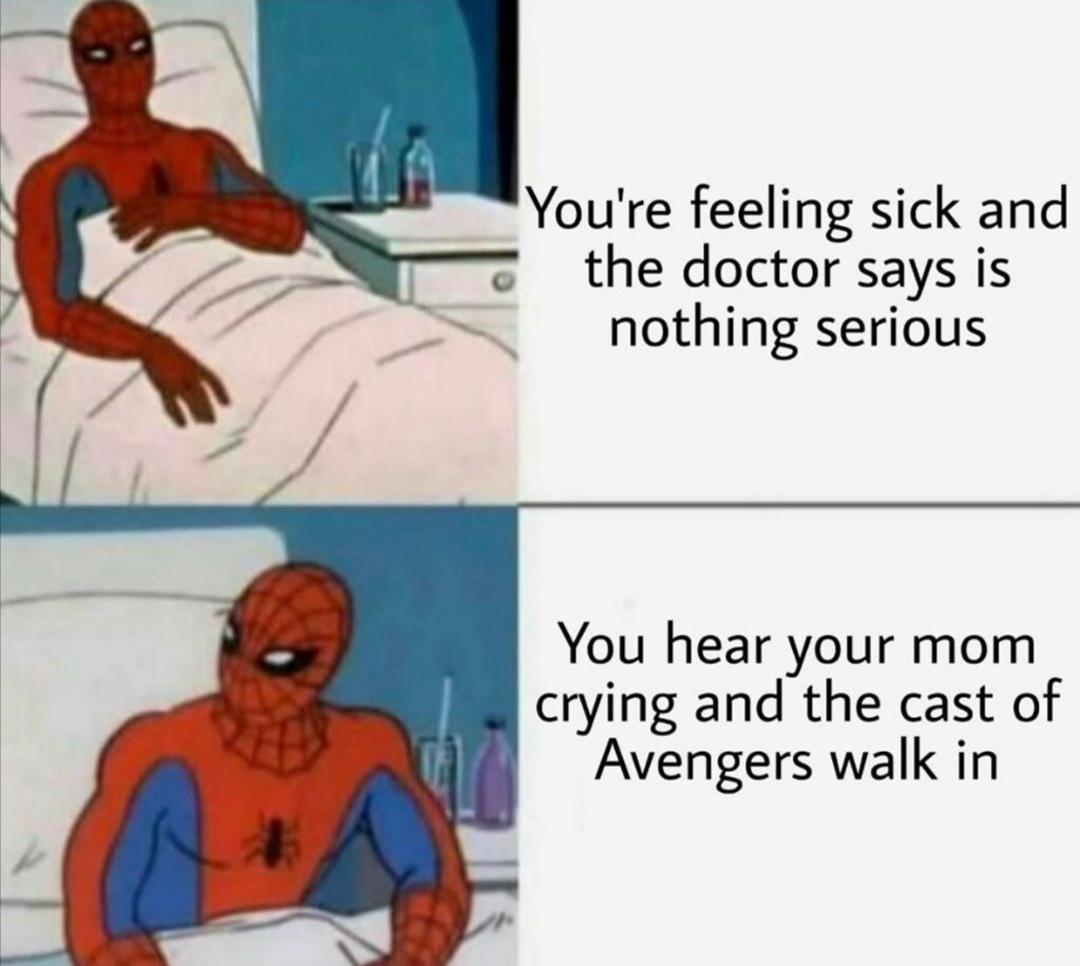 You're feeling sick and
the doctor says is
nothing serious
You hear your mom
crying and the cast of
Avengers walk in